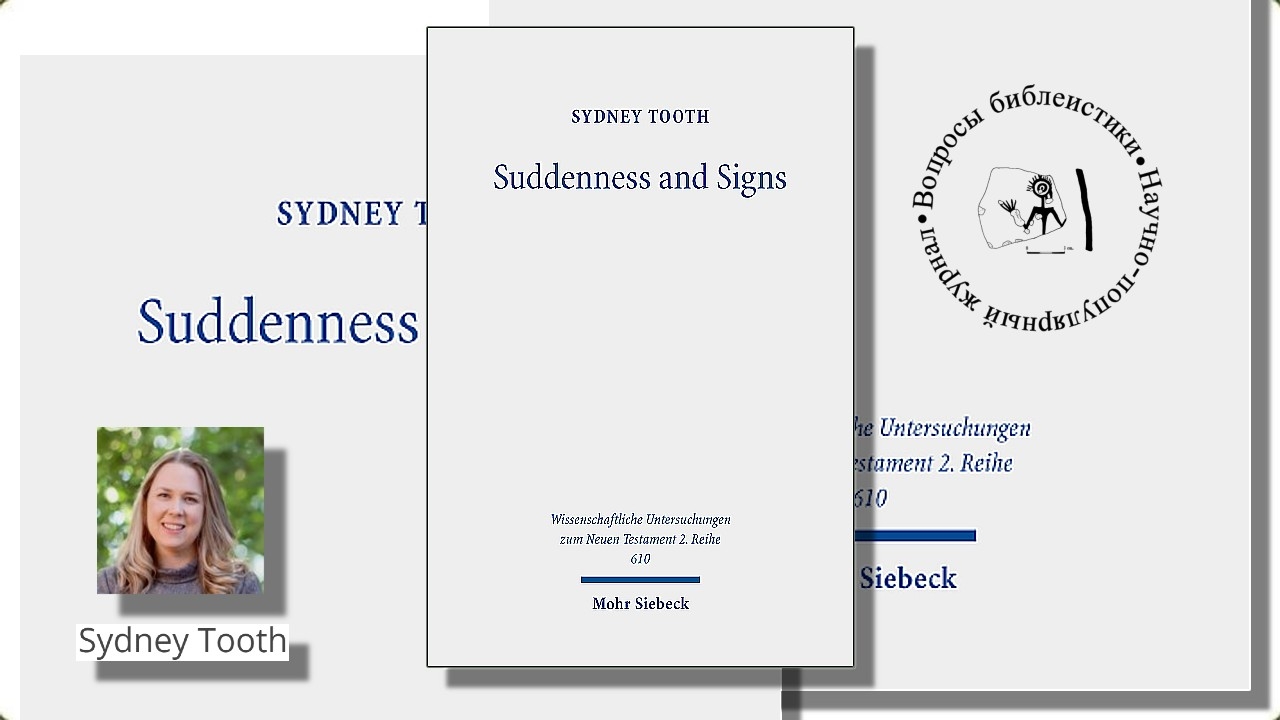 SYDNEY T
Suddenness
Sydney Tooth
SYDNEY TOOTH
Suddenness and Signs
Wissenschaftliche Untersuchungen
zum Neuen Testament 2. Reihe
610
Mohr Siebeck
• Вопросы библеистики • Научно-популярный журнал
he Untersuchungen
estament 2. Reihe
610
Siebeck